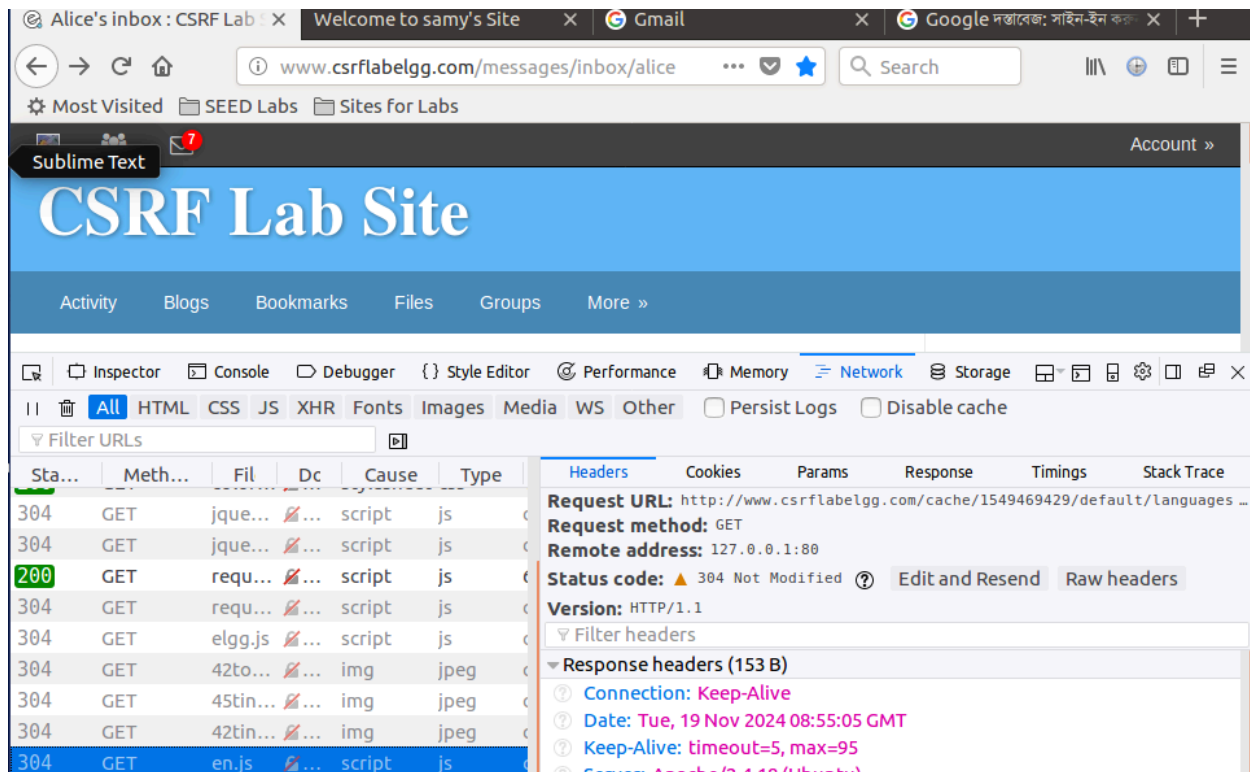 Alice's inbox : CSRF Lab S × Welcome to samy's Site × Gmail × Google দস্তাবেজ: সাইন-ইন × +
www.csrflabelgg.com/messages/inbox/alice ••• Search
Most Visited SEED Labs Sites for Labs
7 Account »
Sublime Text
CSRF Lab Site
Activity Blogs Bookmarks Files Groups More »
Inspector Console Debugger {} Style Editor Performance Memory Network Storage
All HTML CSS JS XHR Fonts Images Media WS Other Persist Logs Disable cache
Filter URLs
Sta... Meth... Fil Dc Cause Type
304 GET jque... ... script js
304 GET jque... ... script js
200 GET requ... ... script js
304 GET requ... ... script js
304 GET elgg.js ... script js
304 GET 42to... ... img jpeg
304 GET 45tin... ... img jpeg
304 GET 42tin... ... img jpeg
304 GET en.js ... script js
Headers Cookies Params Response Timings Stack Trace
Request URL: http://www.csrflabelgg.com/cache/1549469429/default/languages ...
Request method: GET
Remote address: 127.0.0.1:80
Status code: 304 Not Modified Edit and Resend Raw headers
Version: HTTP/1.1
Filter headers
Response headers (153 B)
Connection: Keep-Alive
Date: Tue, 19 Nov 2024 08:55:05 GMT
Keep-Alive: timeout=5, max=95
Server: Apache/2.4.18 (Ubuntu)